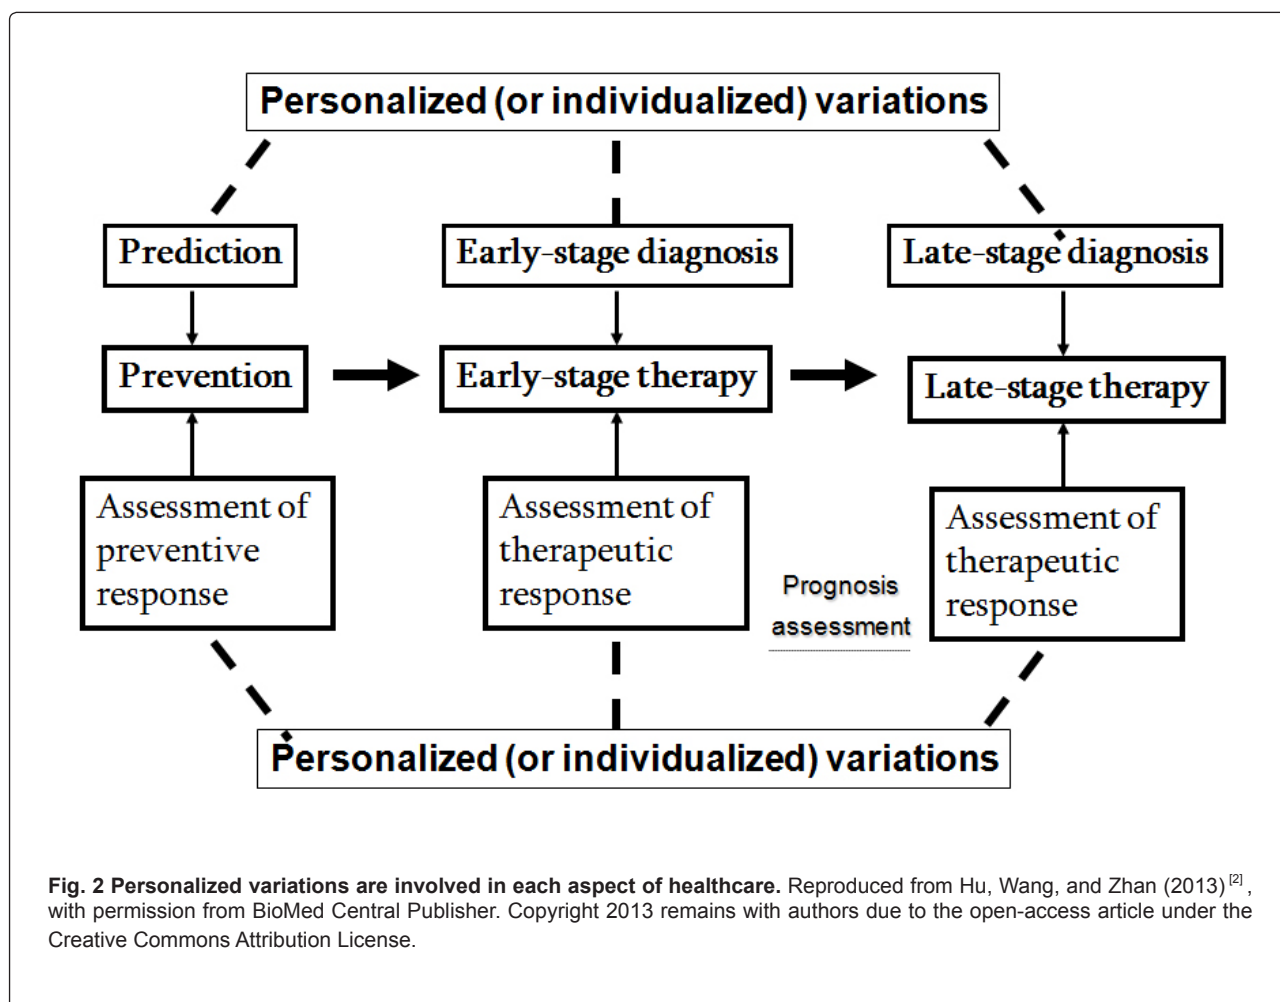 Personalized (or individualized) variations
Prediction
Early-stage diagnosis
Late-stage diagnosis
Prevention
Early-stage therapy
Late-stage therapy
Assessment of
preventive
response
Assessment of
therapeutic
response
Prognosis
assessment
Assessment of
therapeutic
response
Personalized (or individualized) variations
Fig. 2 Personalized variations are involved in each aspect of healthcare. Reproduced from Hu, Wang, and Zhan (2013) [2] ,
with permission from BioMed Central Publisher. Copyright 2013 remains with authors due to the open-access article under the
Creative Commons Attribution License.